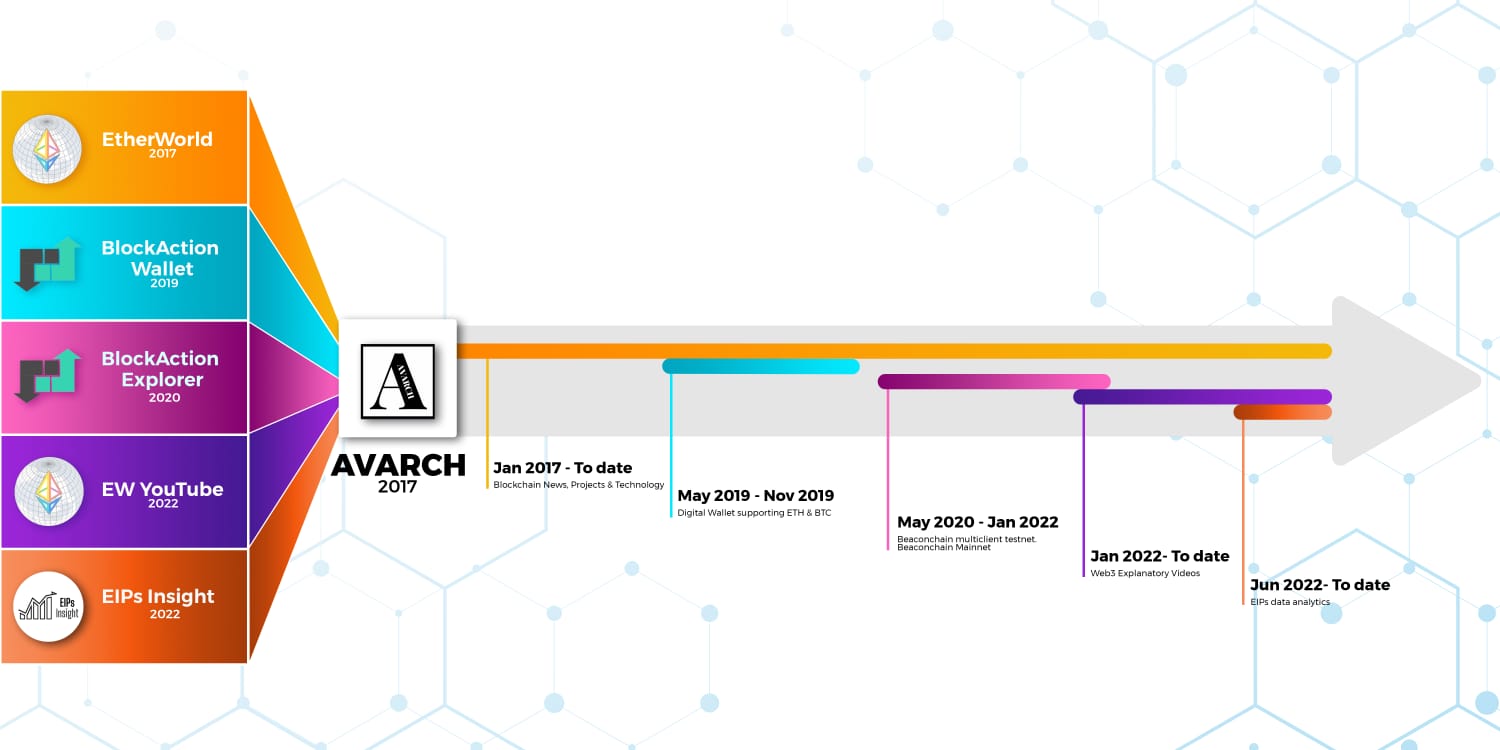 EtherWorld
2017
BlockAction
Wallet
2019
BlockAction
Explorer
2020
EW YouTube
2022
EIPs
Insight
EIPs Insight
2022
A
AVARCH
AVARCH
2017
Jan 2017 - To date
Blockchain News, Projects & Technology
May 2019 - Nov 2019
Digital Wallet supporting ETH & BTC
May 2020 - Jan 2022
Beaconchain multiclient testnet.
Beaconchain Mainnet
Jan 2022- To date
Web3 Explanatory Videos
Jun 2022- To date
EIPs data analytics